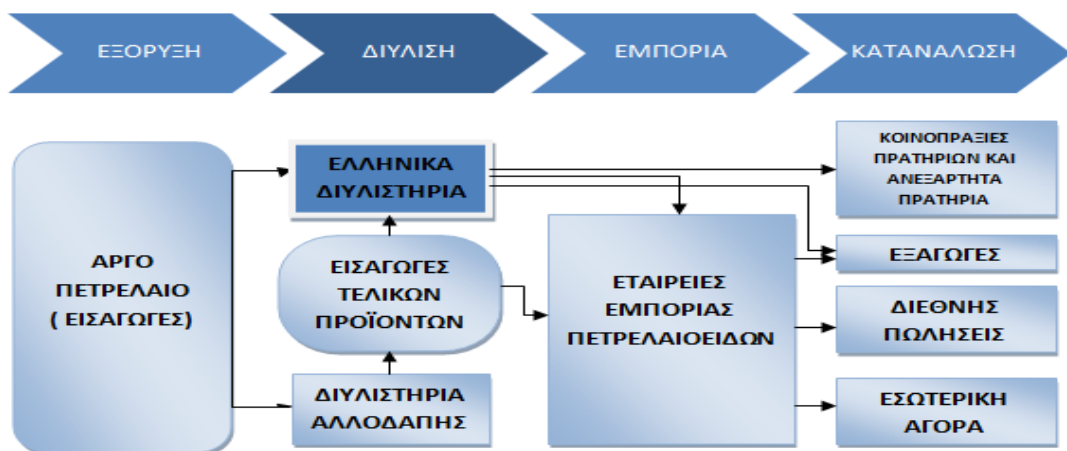 ΕΞΟΡΥΞΗ
ΔΙΥΛΙΣΗ
ΕΜΠΟΡΙΑ
ΚΑΤΑΝΑΛΩΣΗ
ΑΡΓΟ
ΠΕΤΡΕΛΑΙΟ
( ΕΙΣΑΓΩΓΕΣ)
ΕΛΛΗΝΙΚΑ
ΔΙΥΛΙΣΤΗΡΙΑ
ΕΙΣΑΓΩΓΕΣ
ΤΕΛΙΚΩΝ
ΠΡΟΪΟΝΤΩΝ
ΔΙΥΛΙΣΤΗΡΙΑ
ΑΛΛΟΔΑΠΗΣ
ΕΤΑΙΡΕΙΕΣ
ΕΜΠΟΡΙΑΣ
ΠΕΤΡΕΛΑΙΟΕΙΔΩΝ
ΚΟΙΝΟΠΡΑΞΙΕΣ
ΠΡΑΤΗΡΙΩΝ ΚΑΙ
ΑΝΕΞΑΡΤΗΤΑ
ΠΡΑΤΗΡΙΑ
ΕΞΑΓΩΓΕΣ
ΔΙΕΘΝΗΣ
ΠΩΛΗΣΕΙΣ
ΕΣΩΤΕΡΙΚΗ
ΑΓΟΡΑ